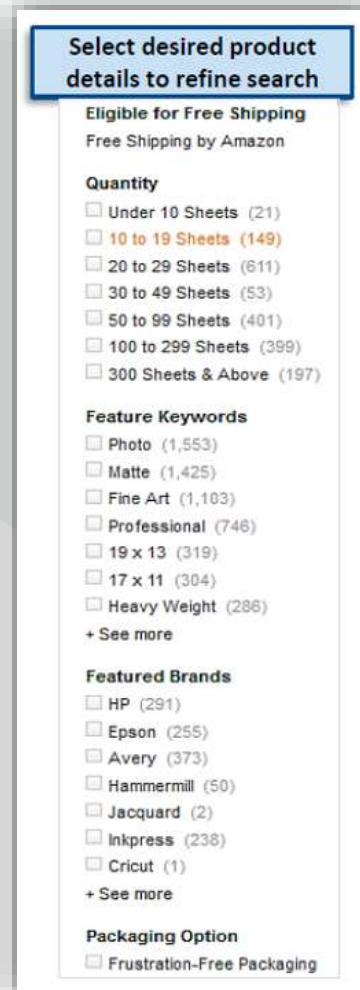 Select desired product
details to refine search
Eligible for Free Shipping
Free Shipping by Amazon
Quantity
Under 10 Sheets (21)
10 to 19 Sheets (149)
20 to 29 Sheets (611)
30 to 49 Sheets (53)
50 to 99 Sheets (401)
100 to 299 Sheets (399)
300 Sheets & Above (197)
Feature Keywords
Photo (1,553)
Matte (1,425)
Fine Art (1,103)
Professional (746)
19 x 13 (319)
17 x 11 (304)
Heavy Weight (286)
+ See more
Featured Brands
HP (291)
Epson (255)
Avery (373)
Hammermill (50)
Jacquard (2)
Inkpress (238)
Cricut (1)
+ See more
Packaging Option
Frustration-Free Packaging